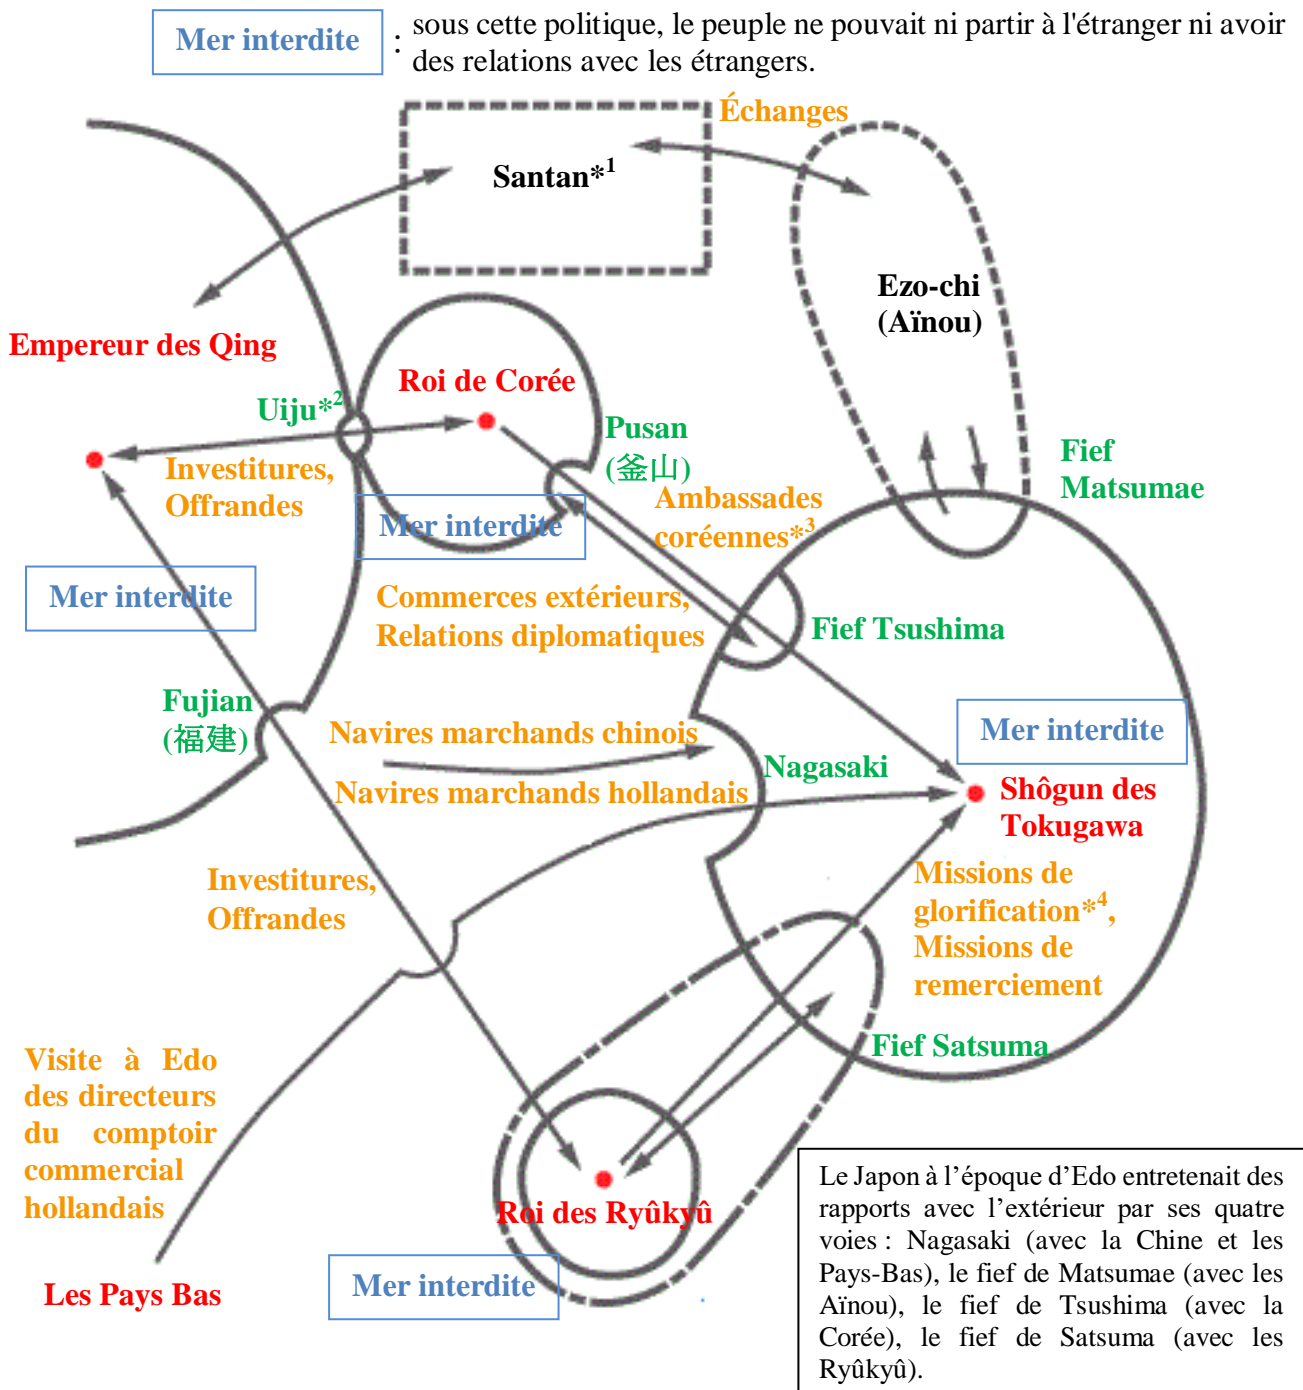 Mer interdite : sous cette politique, le peuple ne pouvait ni partir à l'étranger ni avoir
des relations avec les étrangers.
Échanges
Santan*1
Ezo-chi
(Aïnou)
Empereur des Qing
Roi de Corée
Uiju*2
Pusan
(釜山)
Fief
Matsumae
Investitures,
Offrandes
Mer interdite
Ambassades
coréennes*3
Mer interdite
Commerces extérieurs,
Relations diplomatiques
Fief Tsushima
Fujian
(福建)
Navires marchands chinois
Mer interdite
Nagasaki
Navires marchands hollandais
Shôgun des
Tokugawa
Investitures,
Offrandes
Missions de
glorification*4,
Missions de
remerciement
Fief Satsuma
Visite à Edo
des directeurs
du comptoir
commercial
hollandais
Roi des Ryûkyû
Mer interdite
Les Pays Bas
Le Japon à l’époque d’Edo entretenait des
rapports avec l’extérieur par ses quatre
voies : Nagasaki (avec la Chine et les
Pays-Bas), le fief de Matsumae (avec les
Aïnou), le fief de Tsushima (avec la
Corée), le fief de Satsuma (avec les
Ryûkyû).